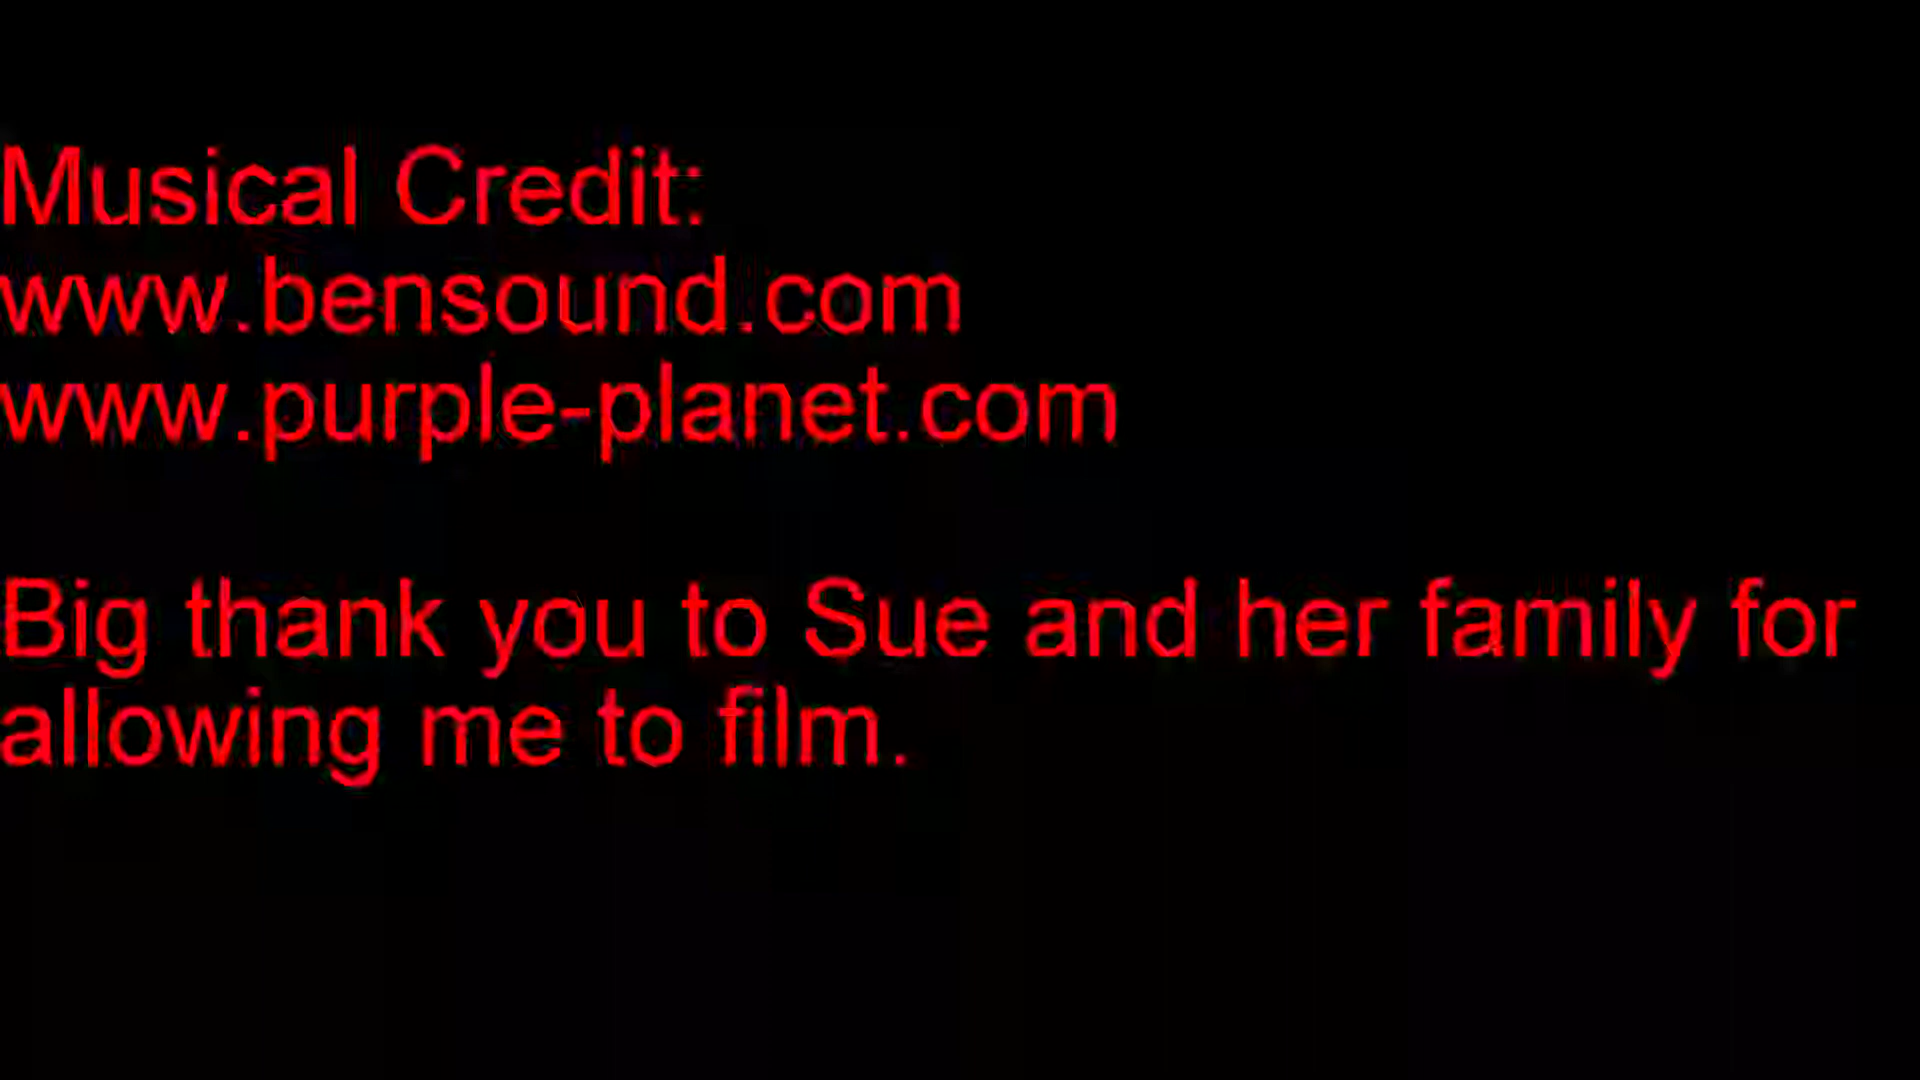 Musical Credit:
www.bensound.com
www.purple-planet.com
Big thank you to Sue and her family for
allowing me to film.